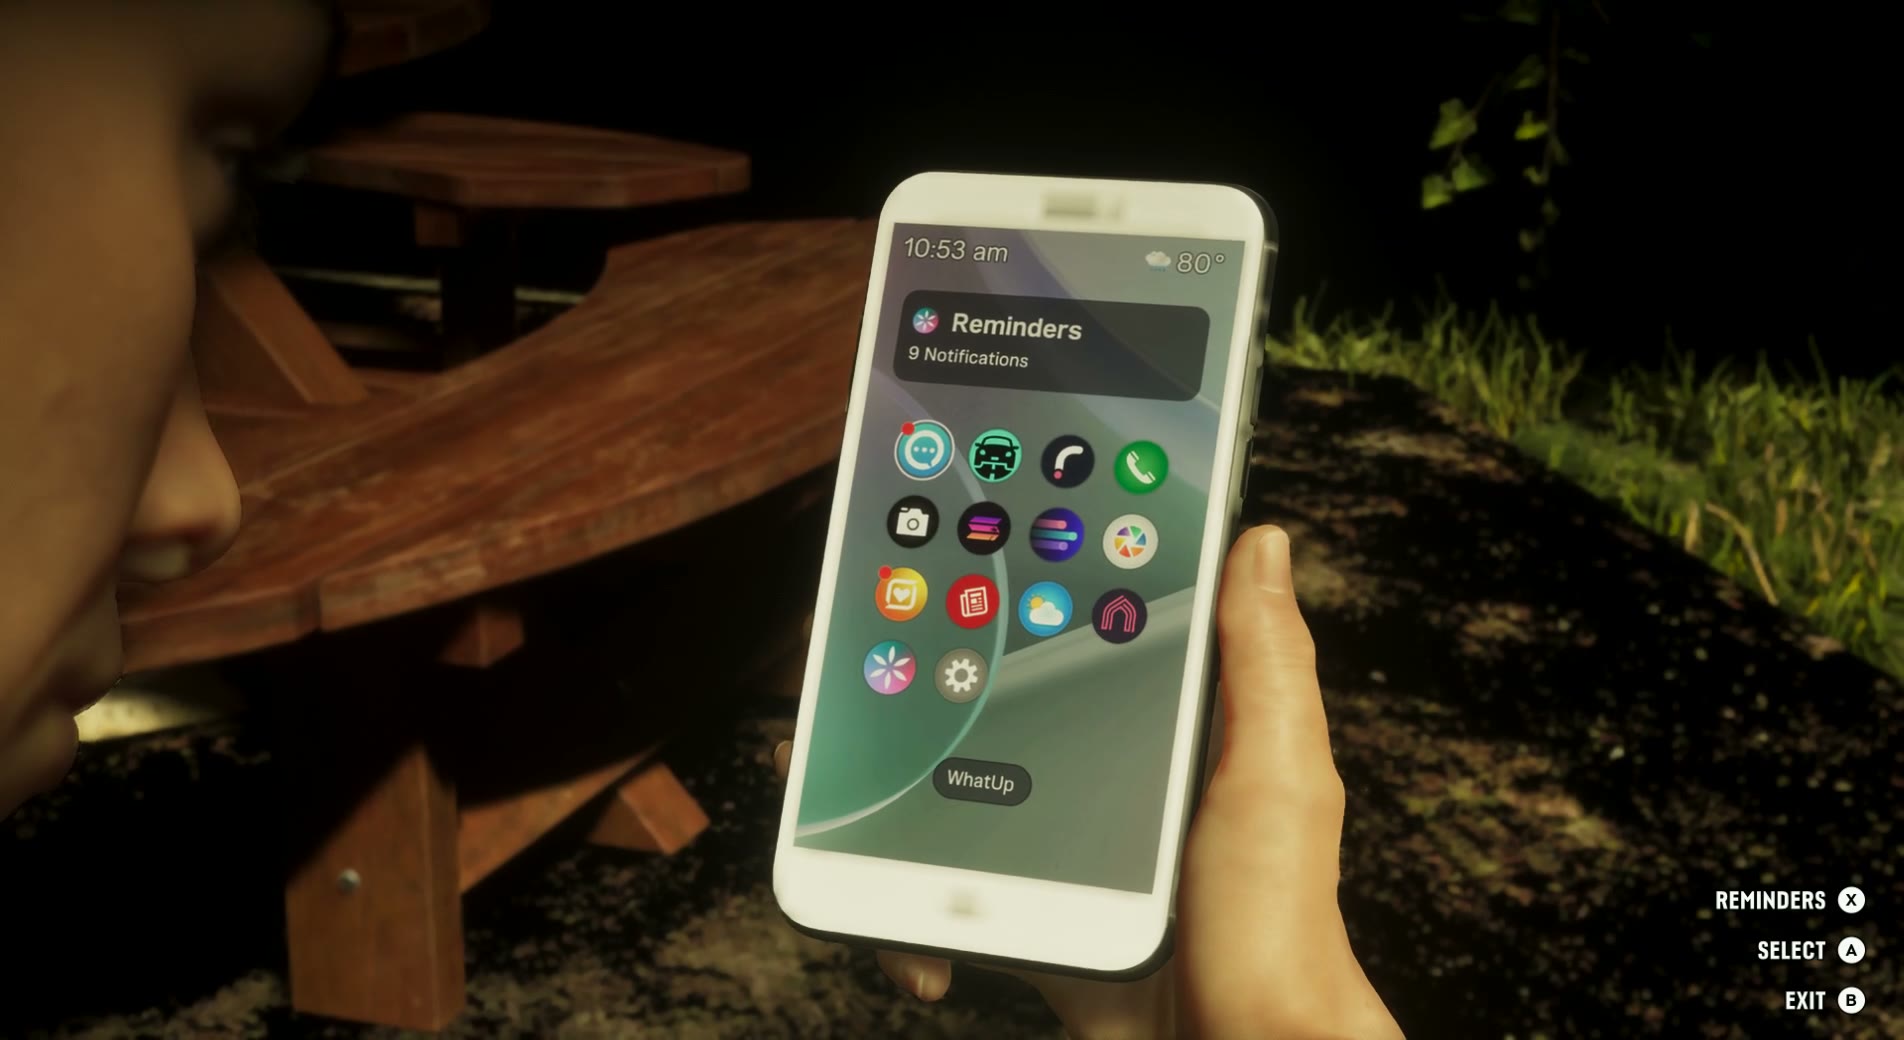 10:53 am
80°
Reminders
9 Notifications
WhatUp
REMINDERS X
SELECT A
EXIT B